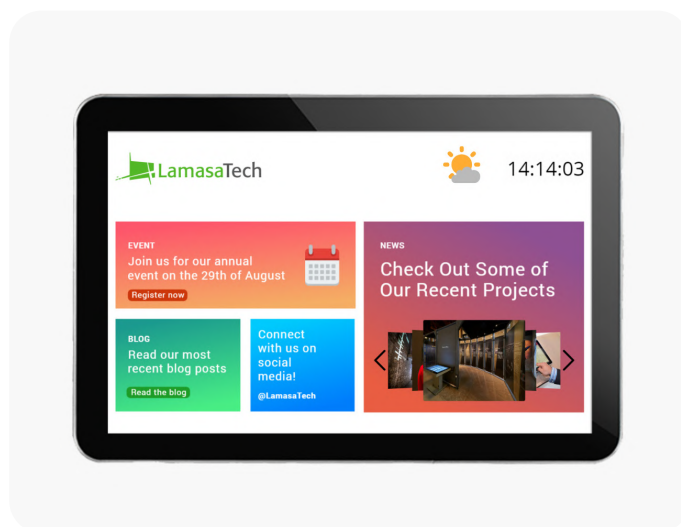 LamasaTech
14:14:03
EVENT
Join us for our annual
event on the 29th of August
Register now
BLOG
Read our most
recent blog posts
Read the blog
Connect
with us on
social
media!
@LamasaTech
NEWS
Check Out Some of
Our Recent Projects